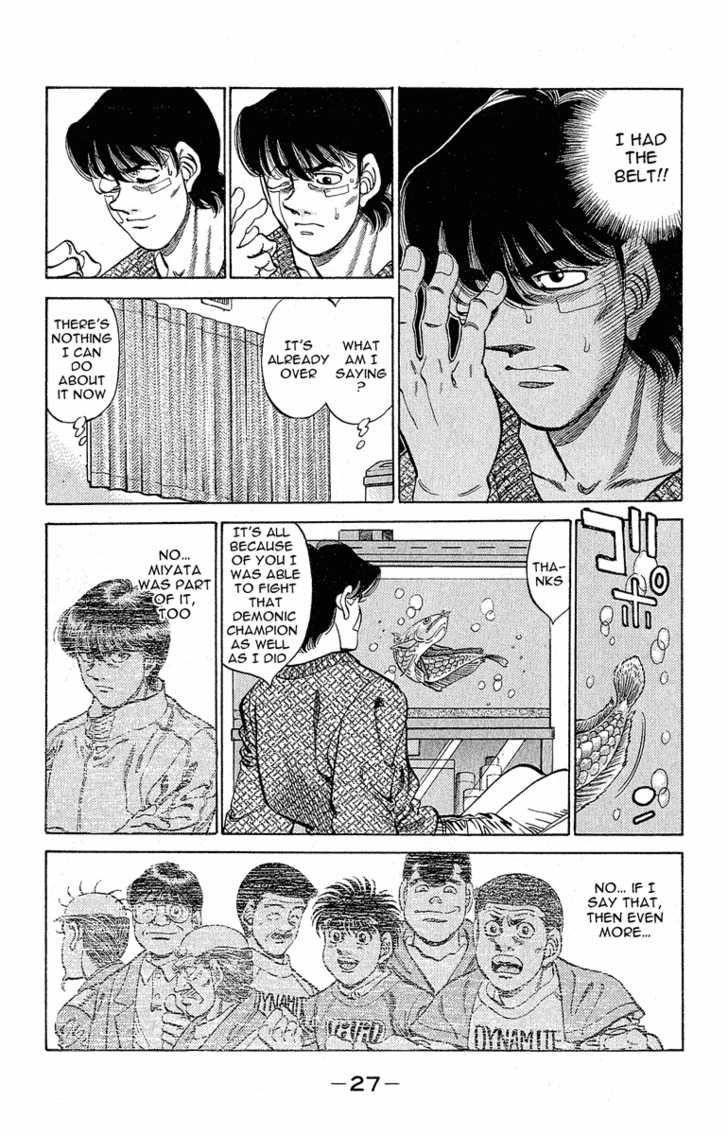 I HAD
THE
BELT!!
WHAT
AM I
SAYING
?
IT'S
ALREADY
OVER
THERE'S
NOTHING
I CAN
DO
ABOUT
IT NOW
ゴポ
THA-
NKS
IT'S ALL
BECAUSE
OF YOU I
WAS ABLE
TO FIGHT
THAT
DEMONIC
CHAMPION
AS WELL
AS I DID
NO...
MIYATA
WAS PART
OF IT,
TOO
NO... IF I
SAY THAT,
THEN EVEN
MORE...
DYNAMITE
DYNAMITE
-27-